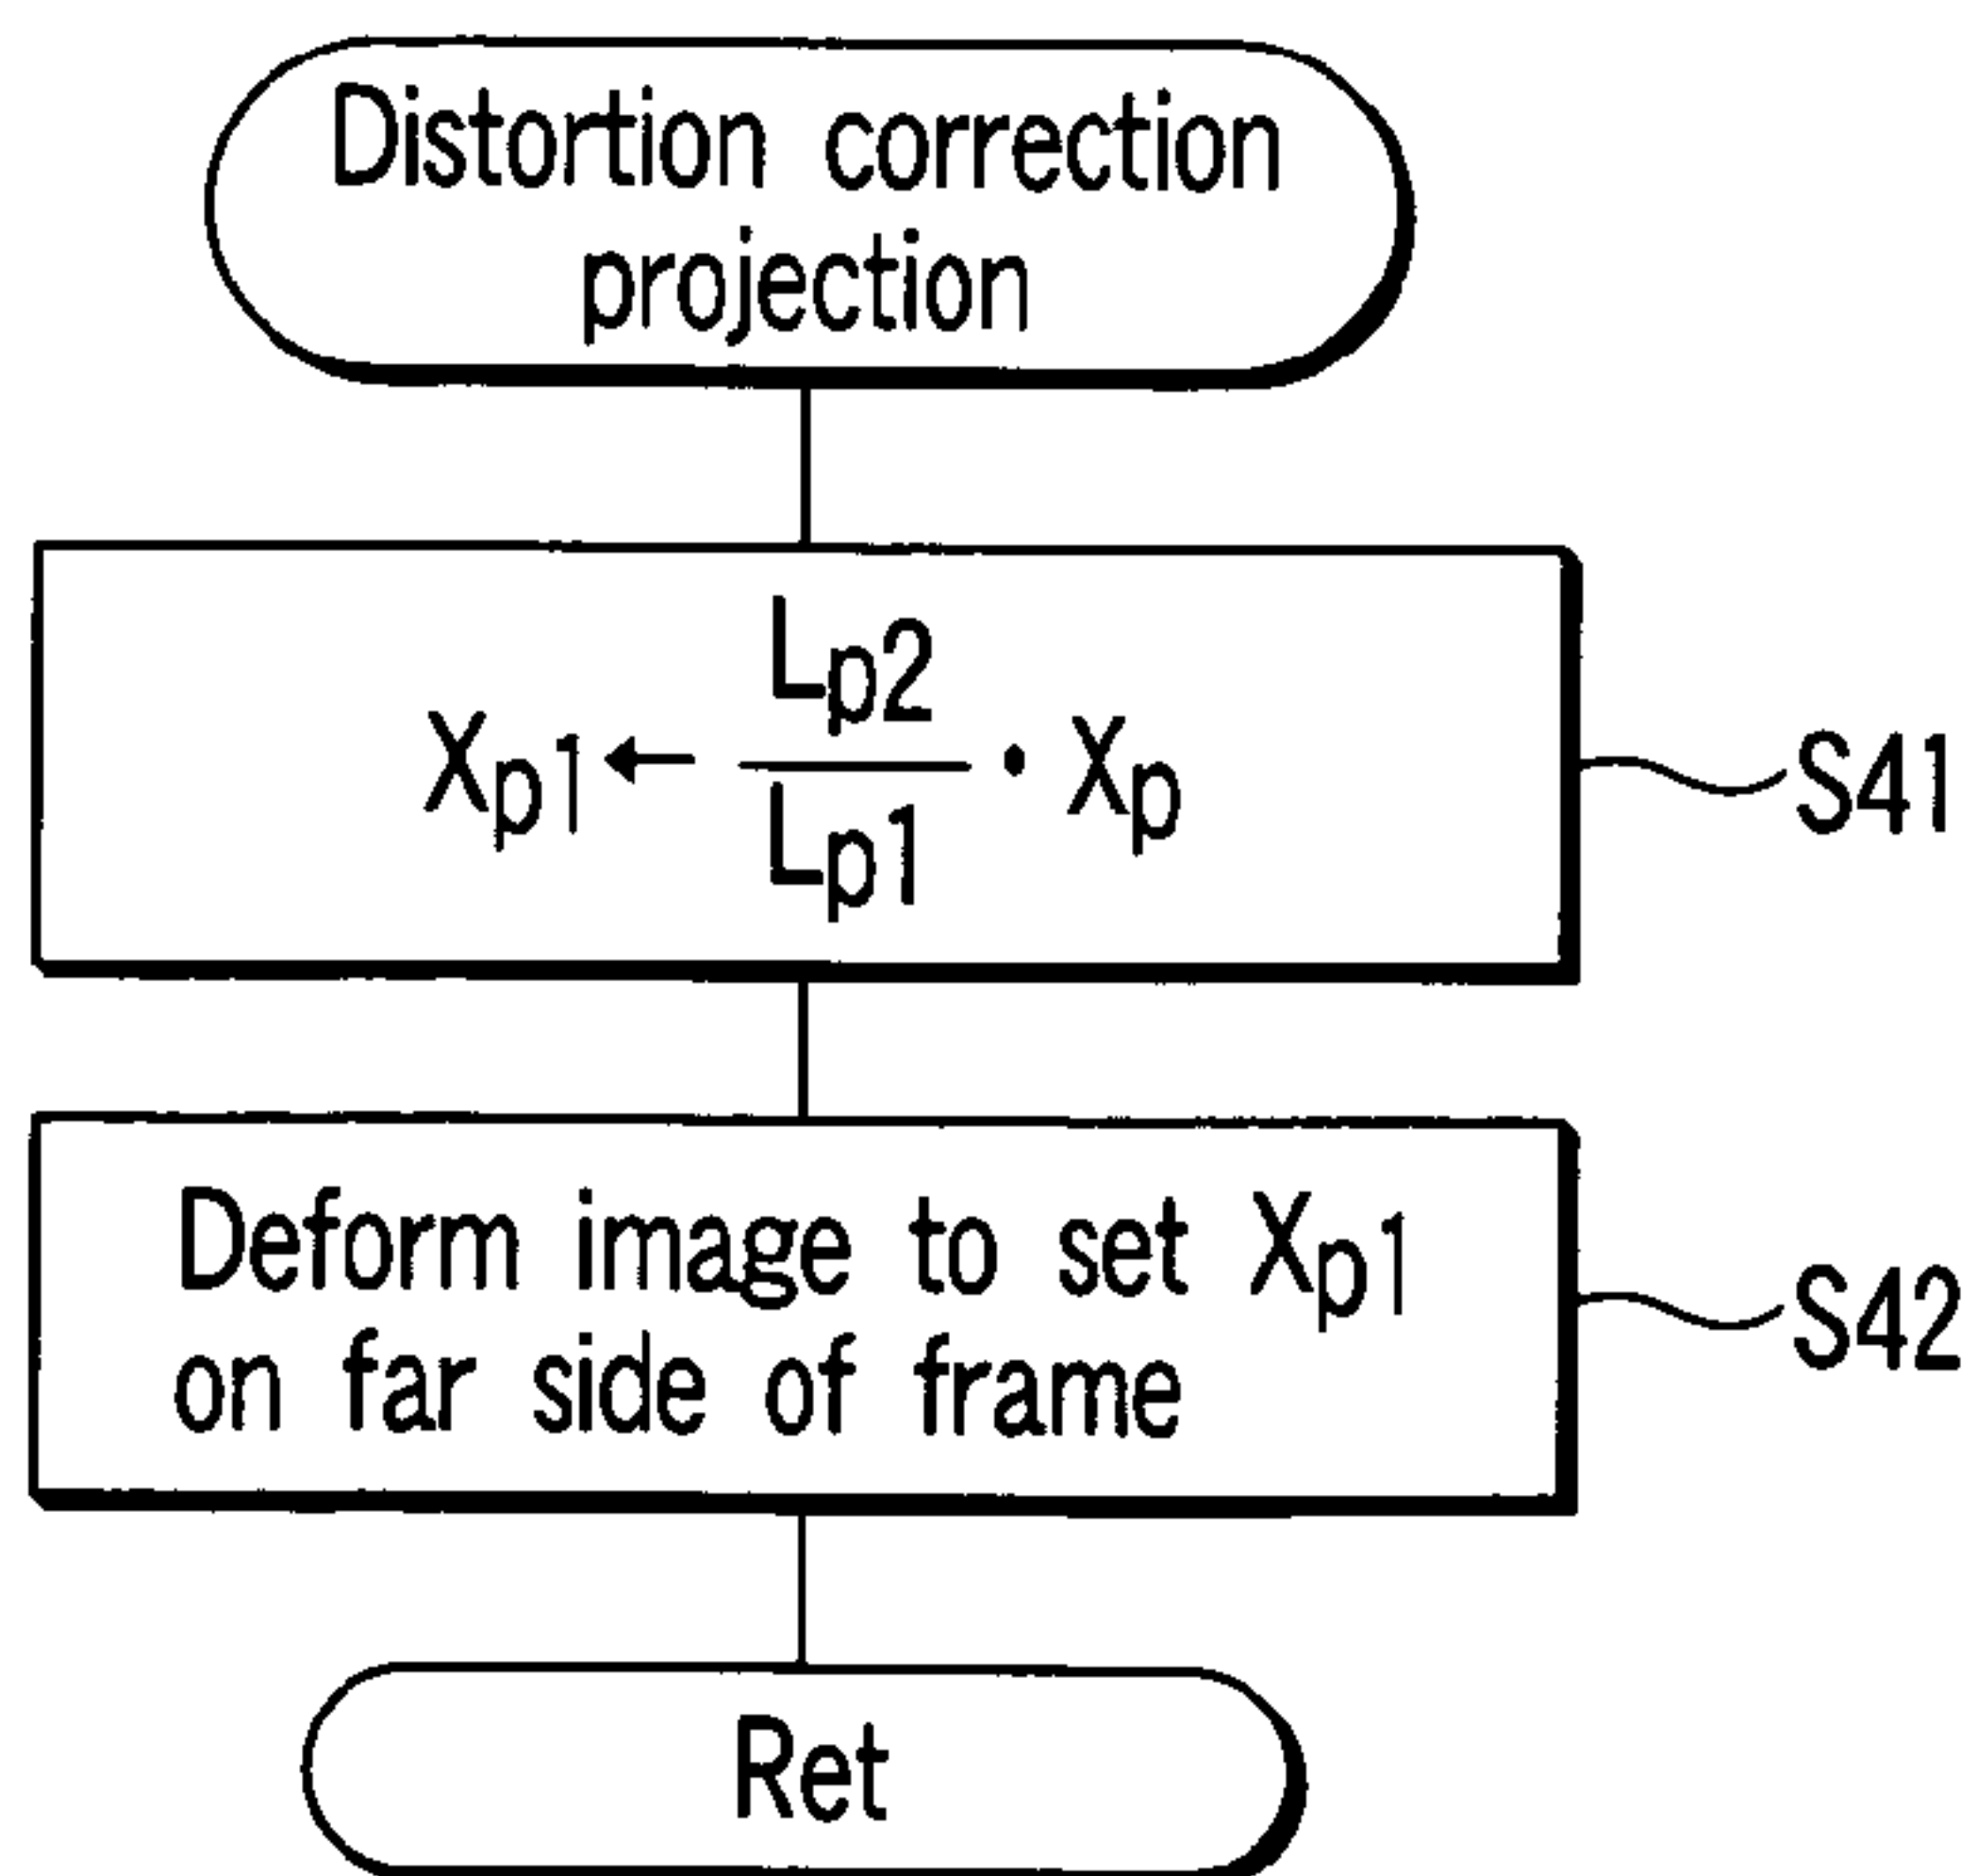 Distortion correction
projection
Xp1 ← Lp2 / Lp1 · Xp
S41
Deform image to set Xp1
on far side of frame
S42
Ret